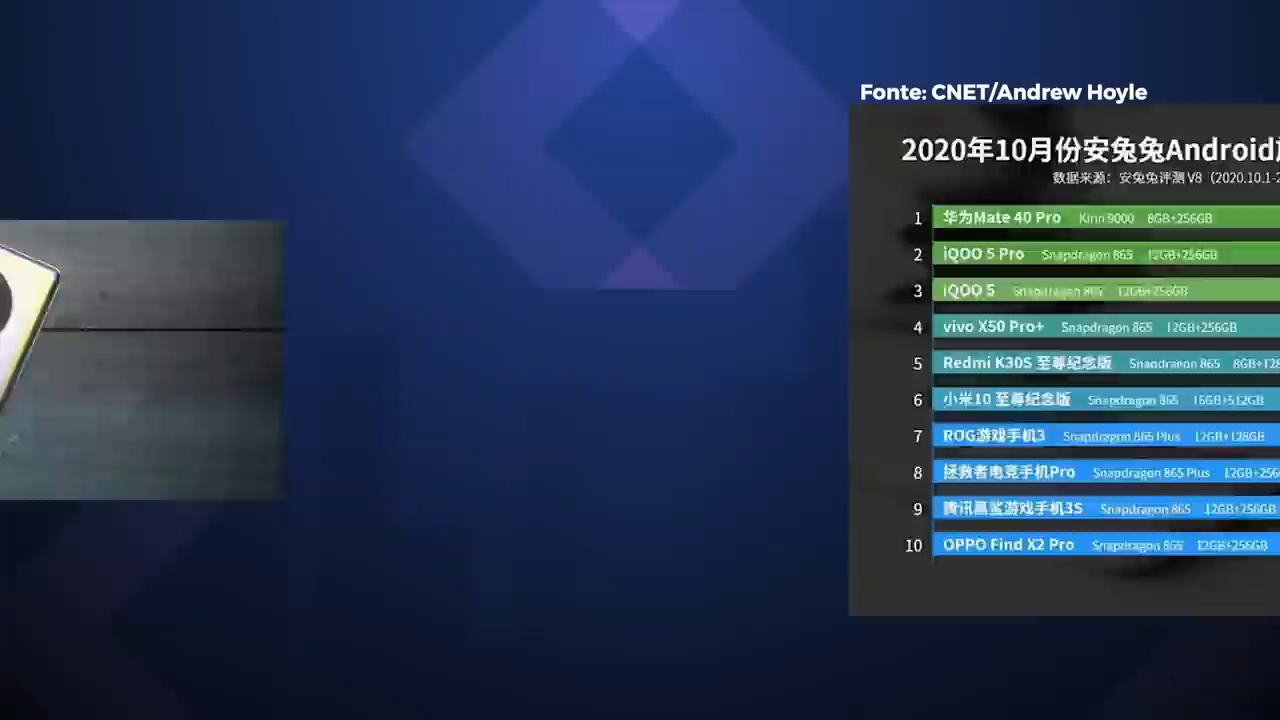 Fonte: CNET/Andrew Hoyle
2020年10月份安兔兔Android
数据来源：安兔兔评测 V8（2020.10.1-2
1 华为Mate 40 Pro Kirin 9000 8GB+256GB
2 iQOO 5 Pro Snapdragon 865 12GB+256GB
3 iQOO 5 Snapdragon 865 12GB+256GB
4 vivo X50 Pro+ Snapdragon 865 12GB+256GB
5 Redmi K30S 至尊纪念版 Snapdragon 865 8GB+128
6 小米10 至尊纪念版 Snapdragon 865 16GB+512GB
7 ROG游戏手机3 Snapdragon 865 Plus 12GB+128GB
8 拯救者电竞手机Pro Snapdragon 865 Plus 12GB+256
9 腾讯黑鲨游戏手机3S Snapdragon 865 12GB+256GB
10 OPPO Find X2 Pro Snapdragon 865 12GB+256GB